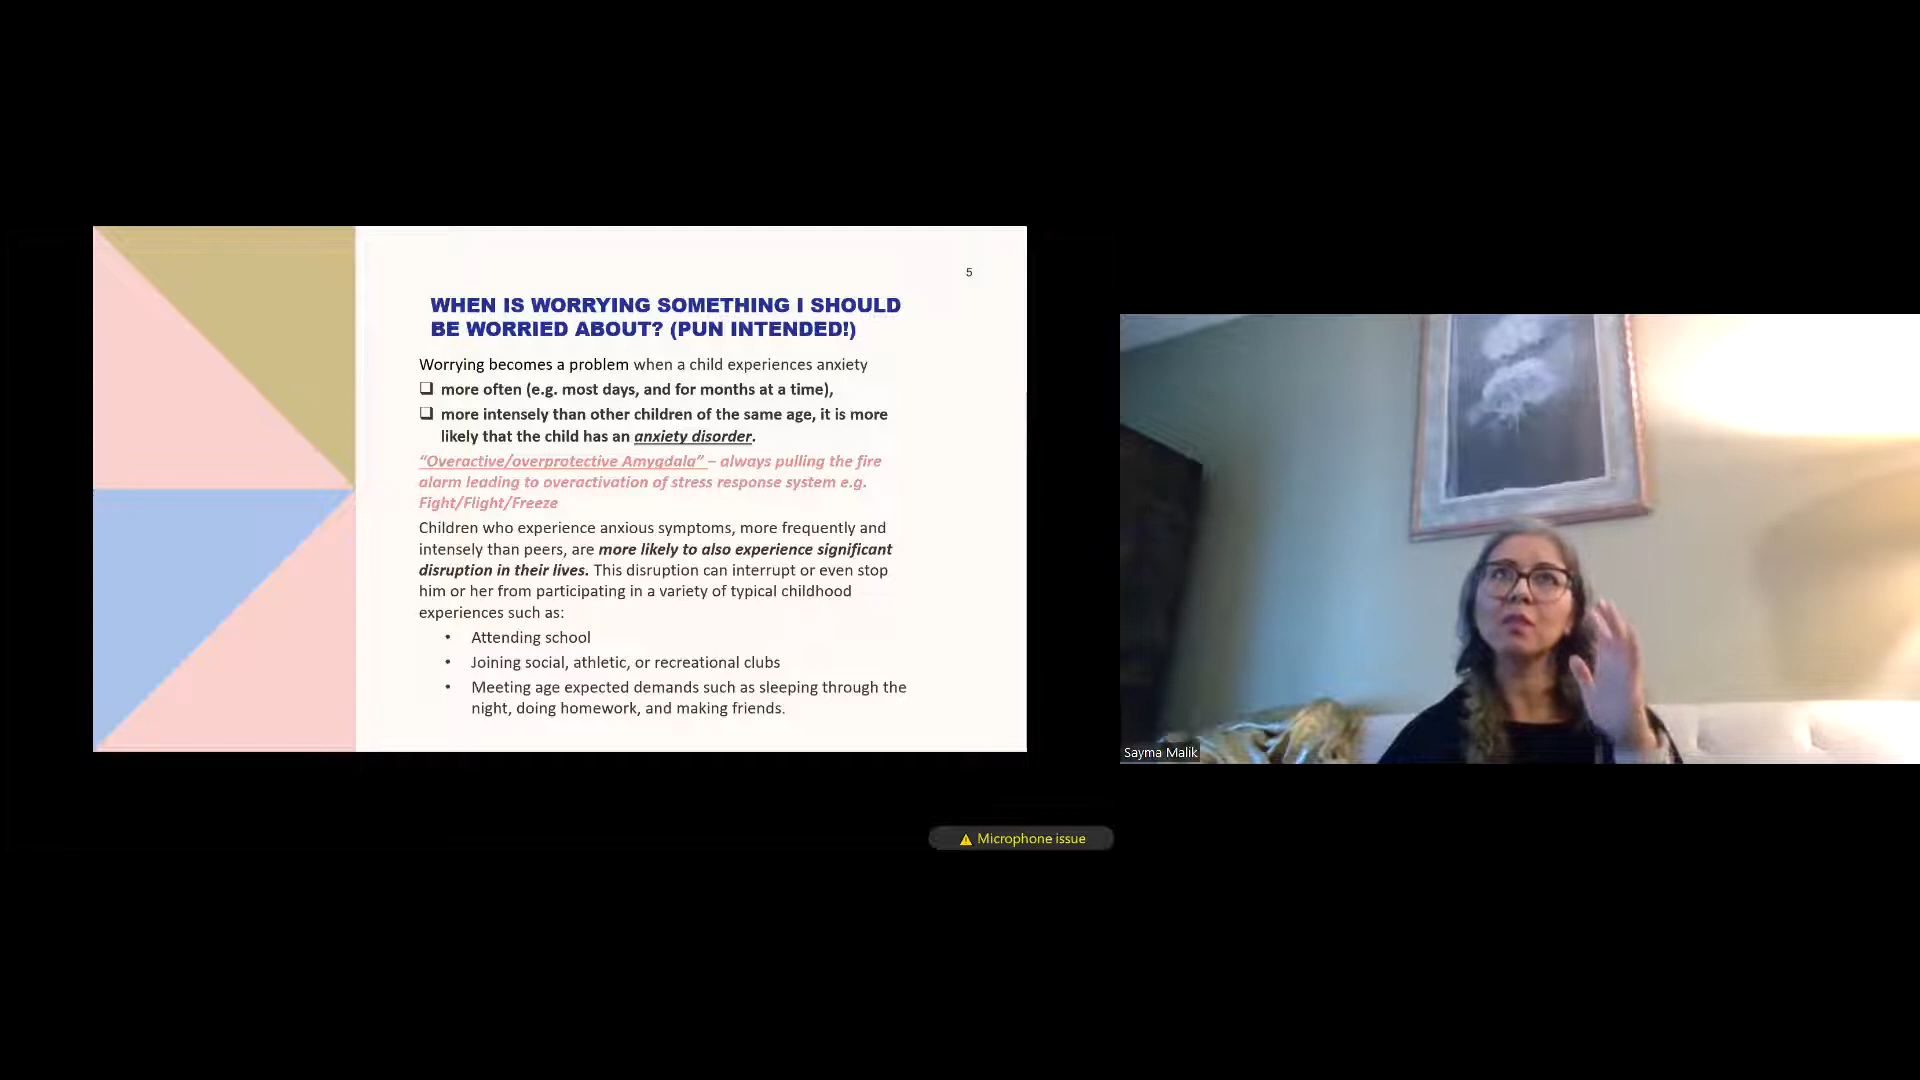 5
WHEN IS WORRYING SOMETHING I SHOULD
BE WORRIED ABOUT? (PUN INTENDED!)
Worrying becomes a problem when a child experiences anxiety
❑ more often (e.g. most days, and for months at a time),
❑ more intensely than other children of the same age, it is more
likely that the child has an anxiety disorder.
“Overactive/overprotective Amygdala” – always pulling the fire
alarm leading to overactivation of stress response system e.g.
Fight/Flight/Freeze
Children who experience anxious symptoms, more frequently and
intensely than peers, are more likely to also experience significant
disruption in their lives. This disruption can interrupt or even stop
him or her from participating in a variety of typical childhood
experiences such as:
• Attending school
• Joining social, athletic, or recreational clubs
• Meeting age expected demands such as sleeping through the
night, doing homework, and making friends.
Sayma Malik
Microphone issue